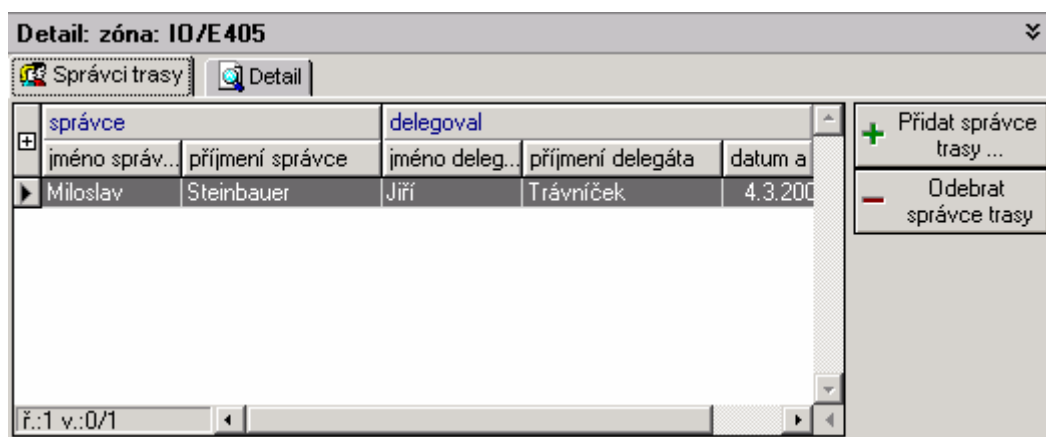 Detail: zóna: IO/E405
Správci trasy Detail
správce delegoval
jméno správ... příjmení správce jméno deleg... příjmení delegáta datum a
Miloslav Steinbauer Jiří Trávníček 4.3.200
Přidat správce
trasy ...
Odebrat
správce trasy
ř.:1 v.:0/1